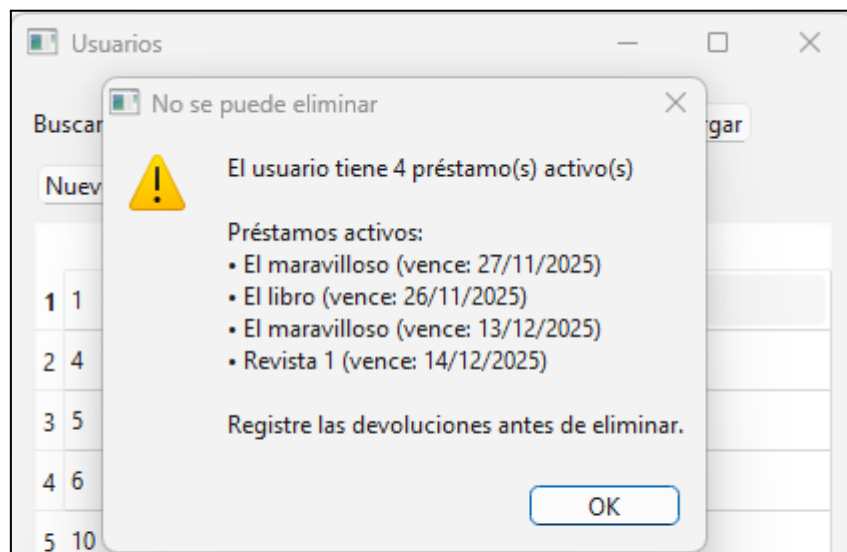 Usuarios
No se puede eliminar
Buscar
El usuario tiene 4 préstamo(s) activo(s)
Préstamos activos:
• El maravilloso (vence: 27/11/2025)
• El libro (vence: 26/11/2025)
• El maravilloso (vence: 13/12/2025)
• Revista 1 (vence: 14/12/2025)
Registre las devoluciones antes de eliminar.
OK
1 1
2 4
3 5
4 6
5 10